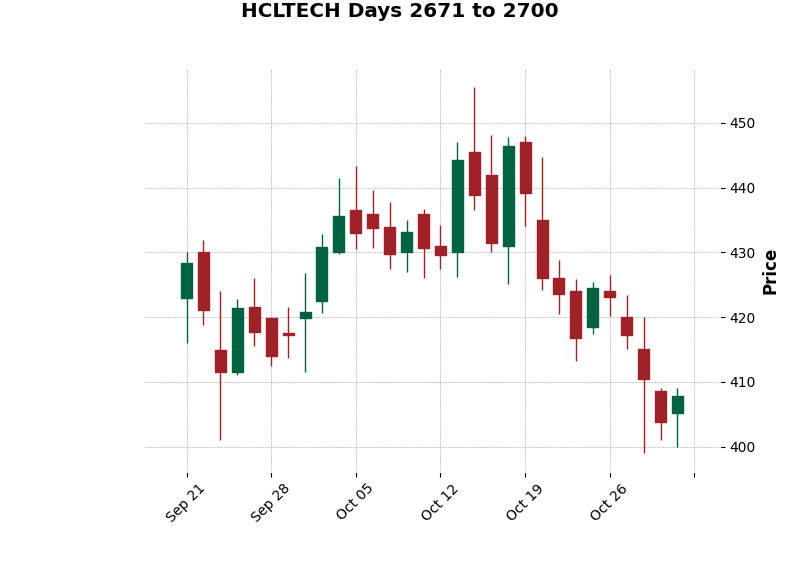 HCLTECH Days 2671 to 2700
450
440
430
420
410
400
Price
Sep 21
Sep 28
Oct 05
Oct 12
Oct 19
Oct 26